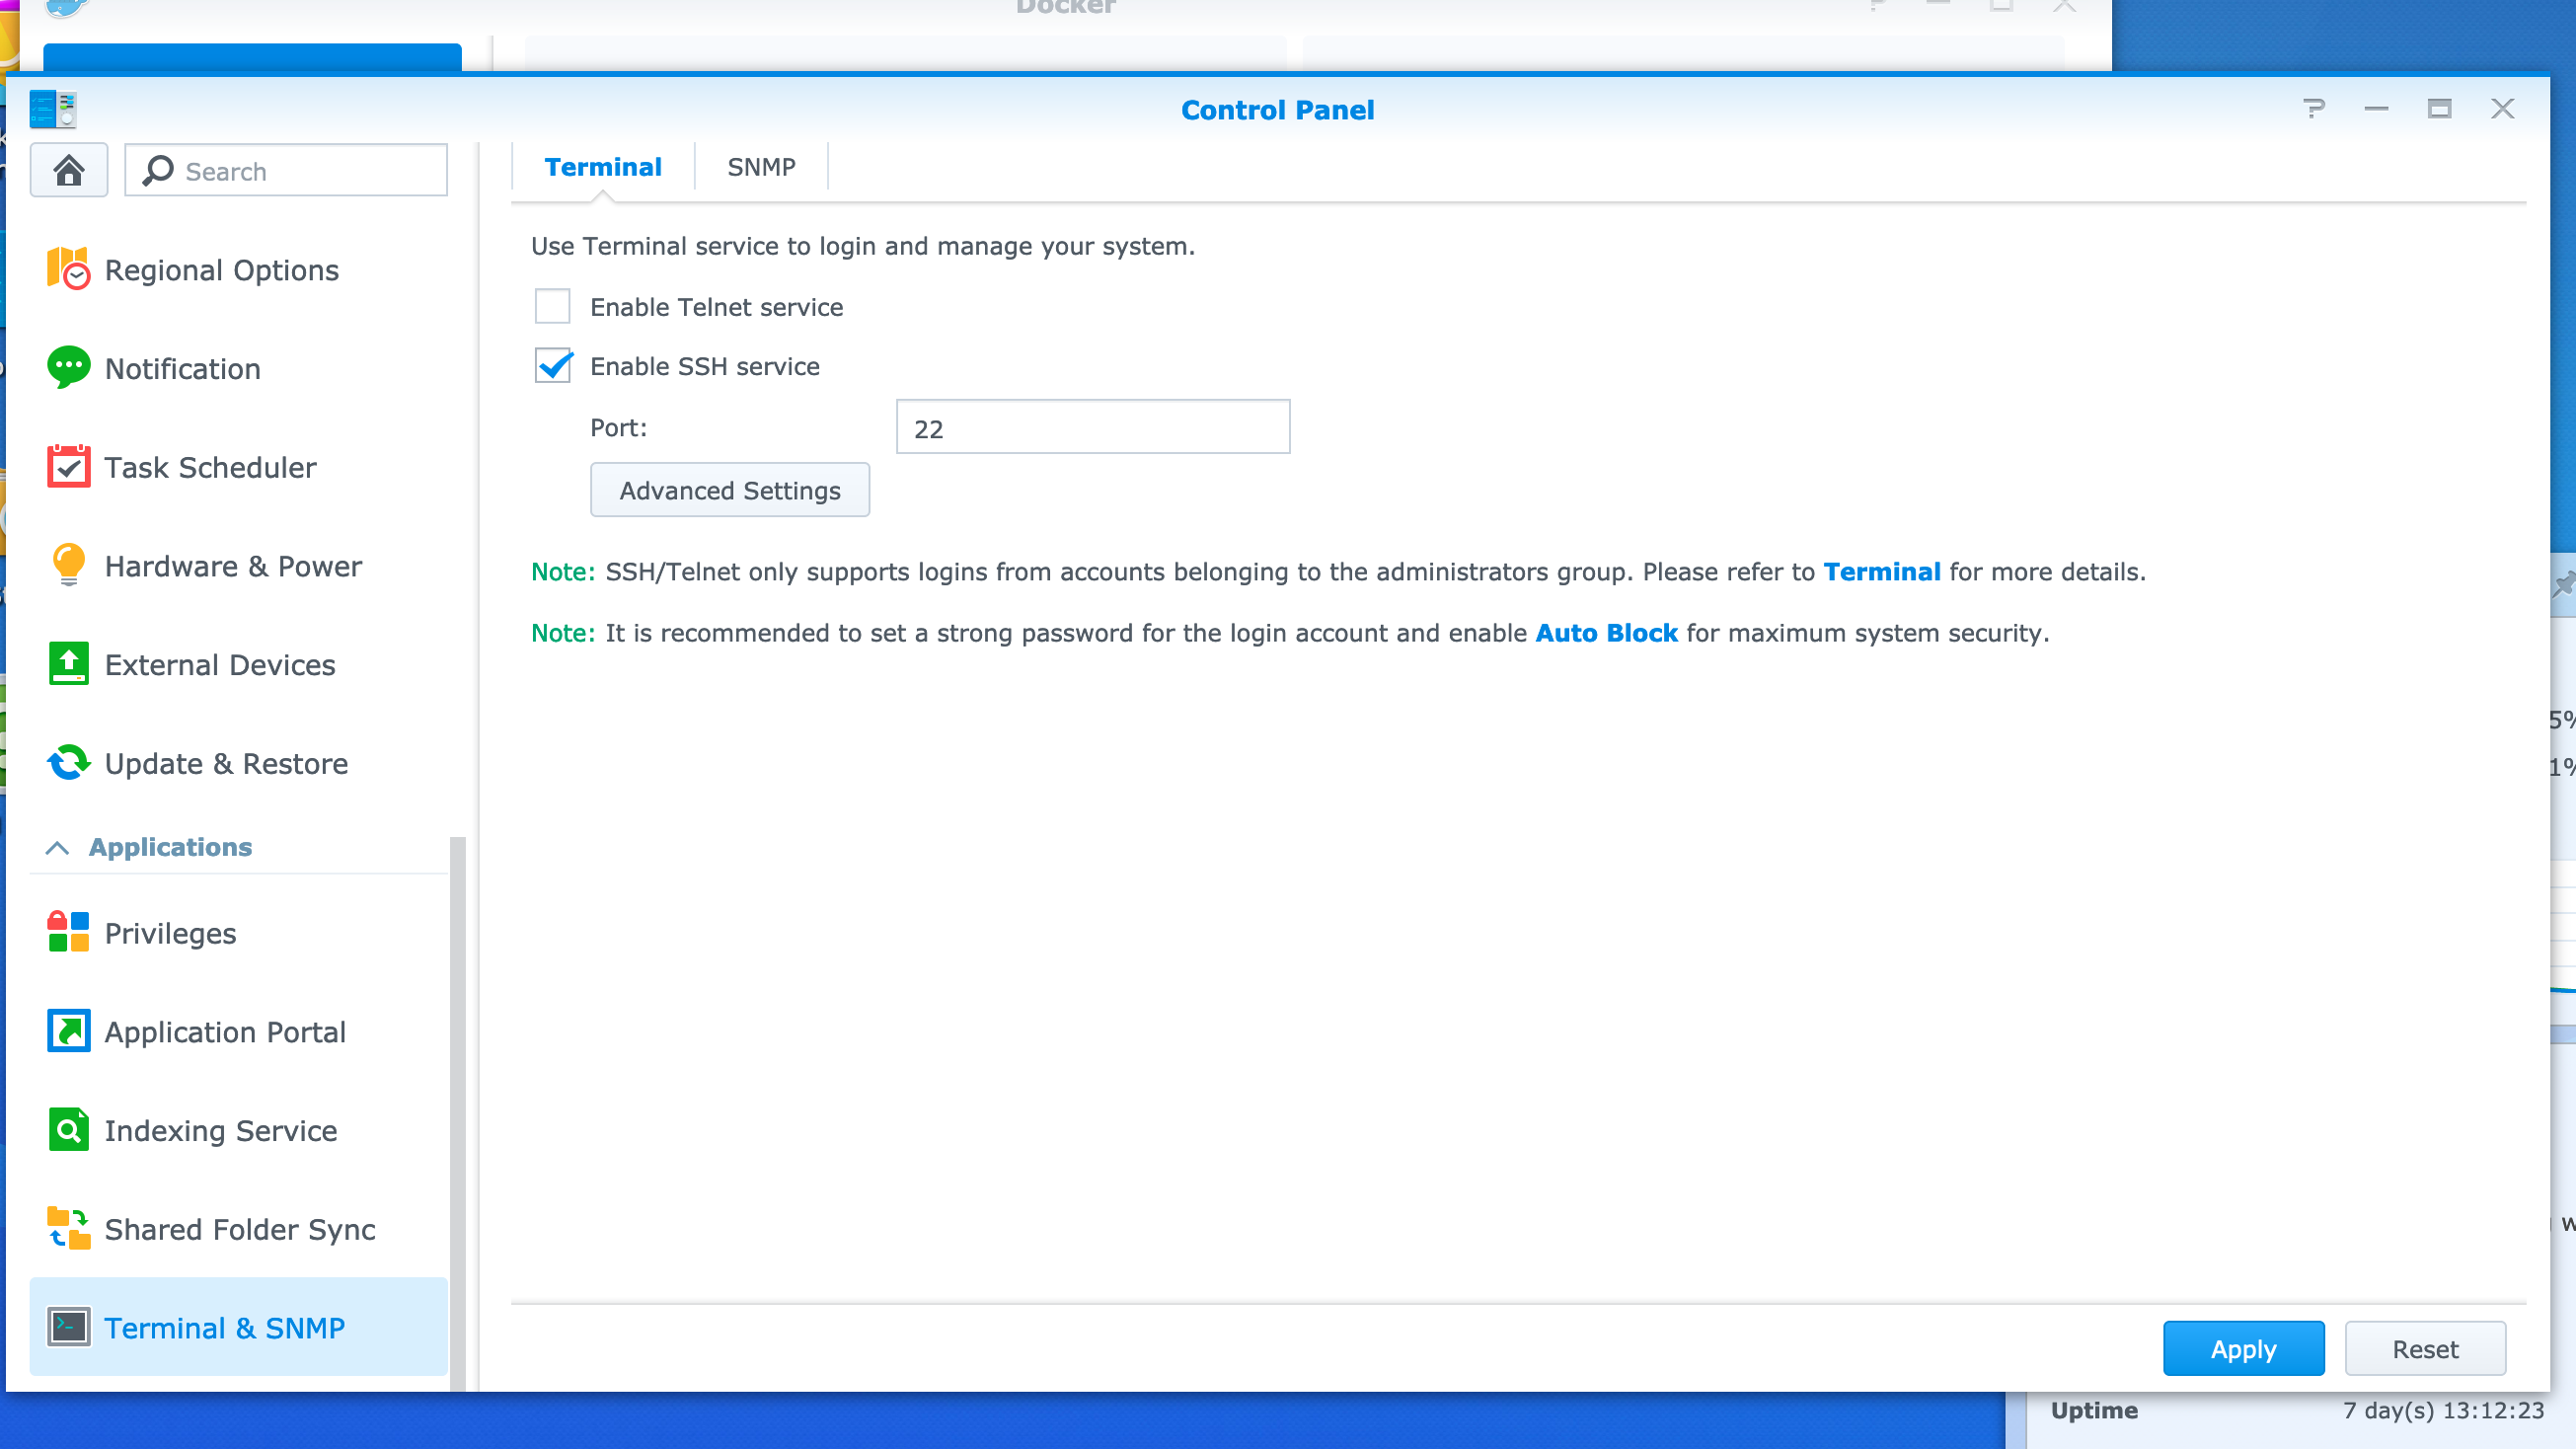 Docker
Control Panel
Search
Terminal
SNMP
Regional Options
Notification
Task Scheduler
Hardware & Power
External Devices
Update & Restore
Applications
Privileges
Application Portal
Indexing Service
Shared Folder Sync
Terminal & SNMP
Use Terminal service to login and manage your system.
Enable Telnet service
Enable SSH service
Port:
22
Advanced Settings
Note: SSH/Telnet only supports logins from accounts belonging to the administrators group. Please refer to Terminal for more details.
Note: It is recommended to set a strong password for the login account and enable Auto Block for maximum system security.
Apply
Reset
Uptime
7 day(s) 13:12:23